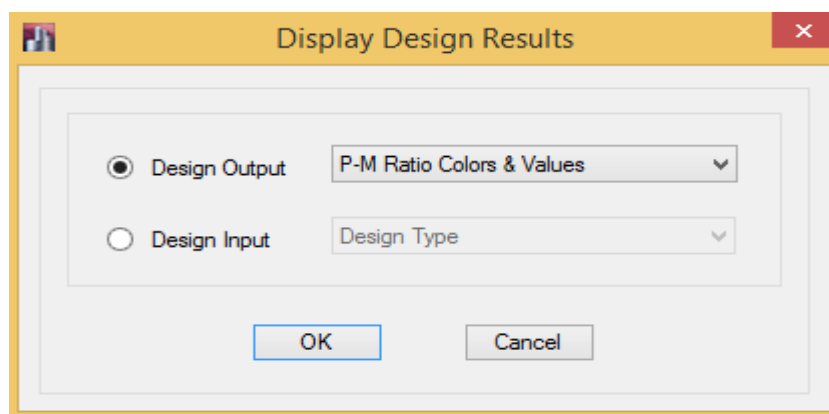 Display Design Results
Design Output P-M Ratio Colors & Values
Design Input Design Type
OK Cancel